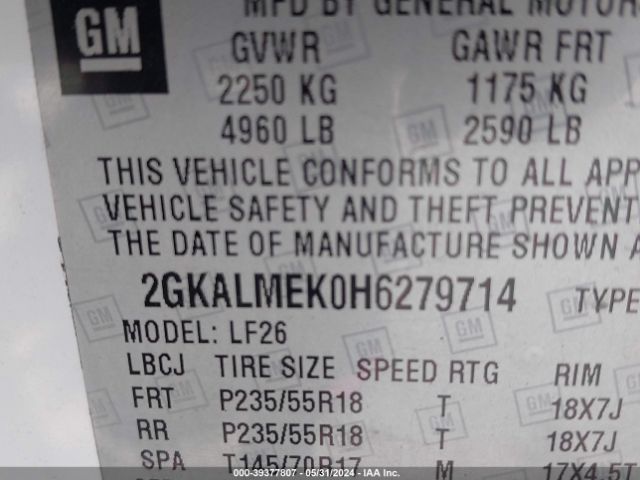 GM MFD BY GENERAL MOTOR
GVWR GAWR FRT
2250 KG 1175 KG
4960 LB 2590 LB
THIS VEHICLE CONFORMS TO ALL APP
VEHICLE SAFETY AND THEFT PREVENT
THE DATE OF MANUFACTURE SHOWN A
2GKALMEK0H6279714 TYPE
MODEL: LF26
LBCJ TIRE SIZE SPEED RTG RIM
FRT P235/55R18 T 18X7J
RR P235/55R18 T 18X7J
SPA T145/70R17 M 17X4.5T
© IAA 39377807 - 05/31/2024 - © IAA